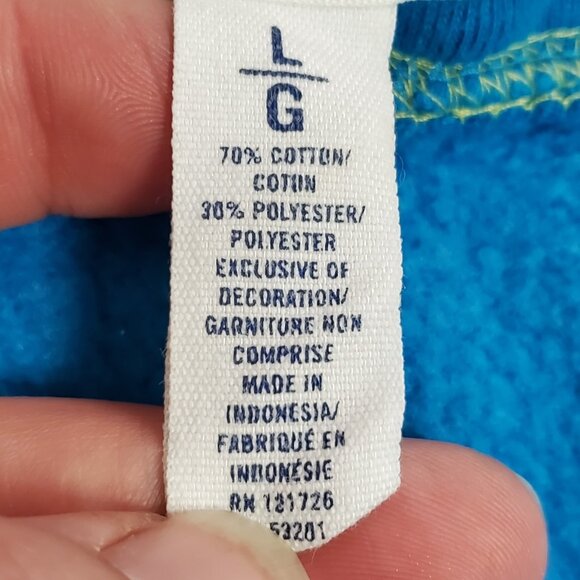 L
G
70% COTTON/
COTON
30% POLYESTER/
POLYESTER
EXCLUSIVE OF
DECORATION/
GARNITURE NON
COMPRISE
MADE IN
INDONESIA/
FABRIQUÉ EN
INDONÉSIE
RN 121726
53201